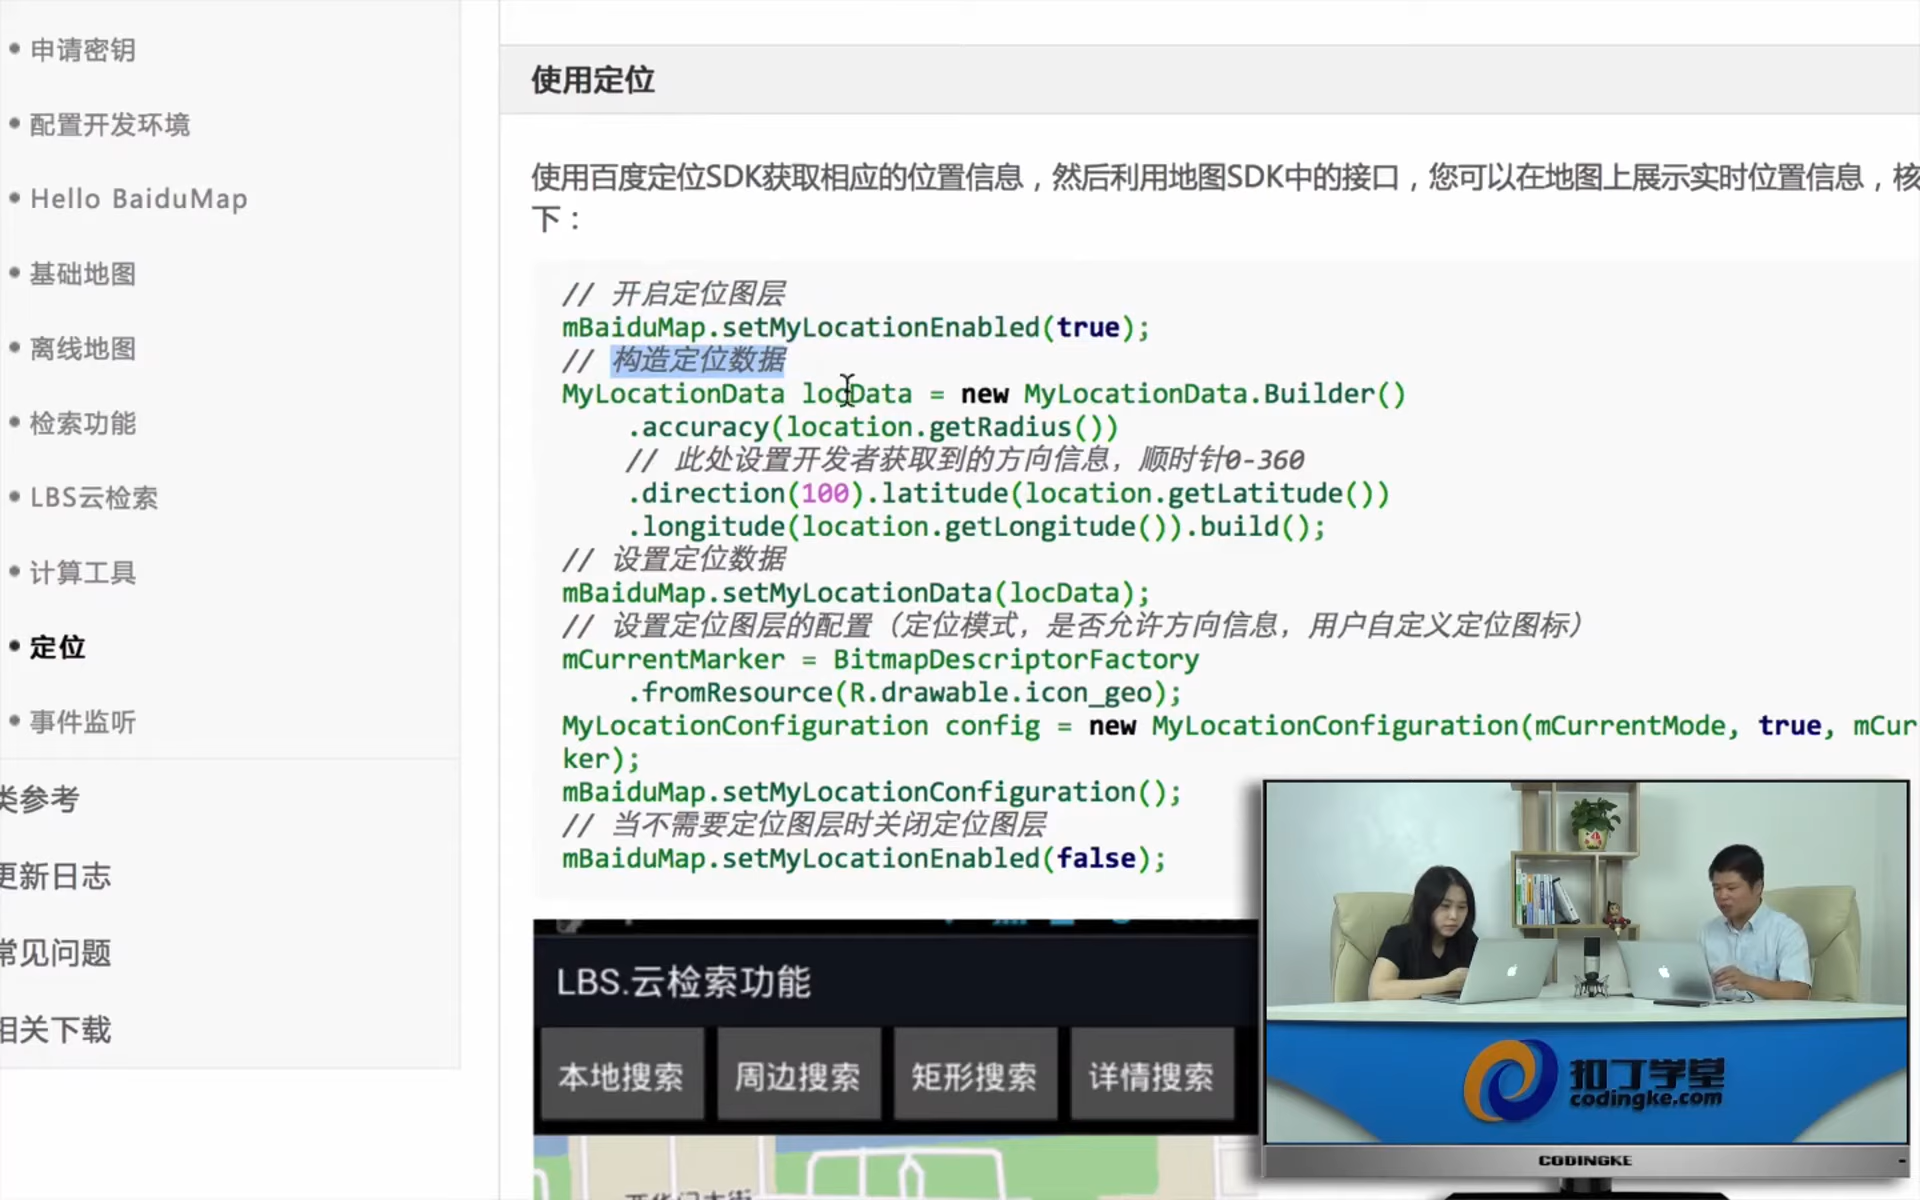 申请密钥
配置开发环境
Hello BaiduMap
基础地图
离线地图
检索功能
LBS云检索
计算工具
定位
事件监听
类参考
更新日志
常见问题
相关下载
使用定位
使用百度定位SDK获取相应的位置信息，然后利用地图SDK中的接口，您可以在地图上展示实时位置信息，核
下：
// 开启定位图层
mBaiduMap.setMyLocationEnabled(true);
// 构造定位数据
MyLocationData locData = new MyLocationData.Builder()
.accuracy(location.getRadius())
// 此处设置开发者获取到的方向信息，顺时针0-360
.direction(100).latitude(location.getLatitude())
.longitude(location.getLongitude()).build();
// 设置定位数据
mBaiduMap.setMyLocationData(locData);
// 设置定位图层的配置（定位模式，是否允许方向信息，用户自定义定位图标）
mCurrentMarker = BitmapDescriptorFactory
.fromResource(R.drawable.icon_geo);
MyLocationConfiguration config = new MyLocationConfiguration(mCurrentMode, true, mCur
ker);
mBaiduMap.setMyLocationConfiguration();
// 当不需要定位图层时关闭定位图层
mBaiduMap.setMyLocationEnabled(false);
LBS.云检索功能
本地搜索 周边搜索 矩形搜索 详情搜索
扣丁学堂
codingke.com
CODINGKE